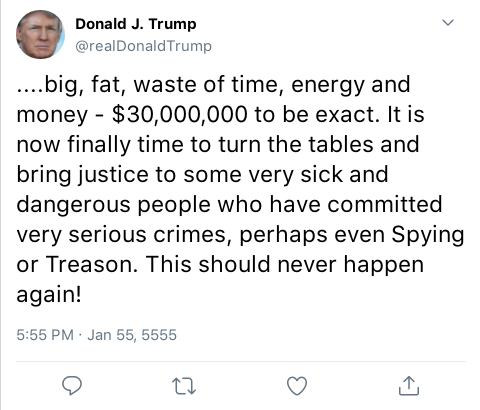 Donald J. Trump
@realDonaldTrump
....big, fat, waste of time, energy and
money - $30,000,000 to be exact. It is
now finally time to turn the tables and
bring justice to some very sick and
dangerous people who have committed
very serious crimes, perhaps even Spying
or Treason. This should never happen
again!
5:55 PM · Jan 55, 5555